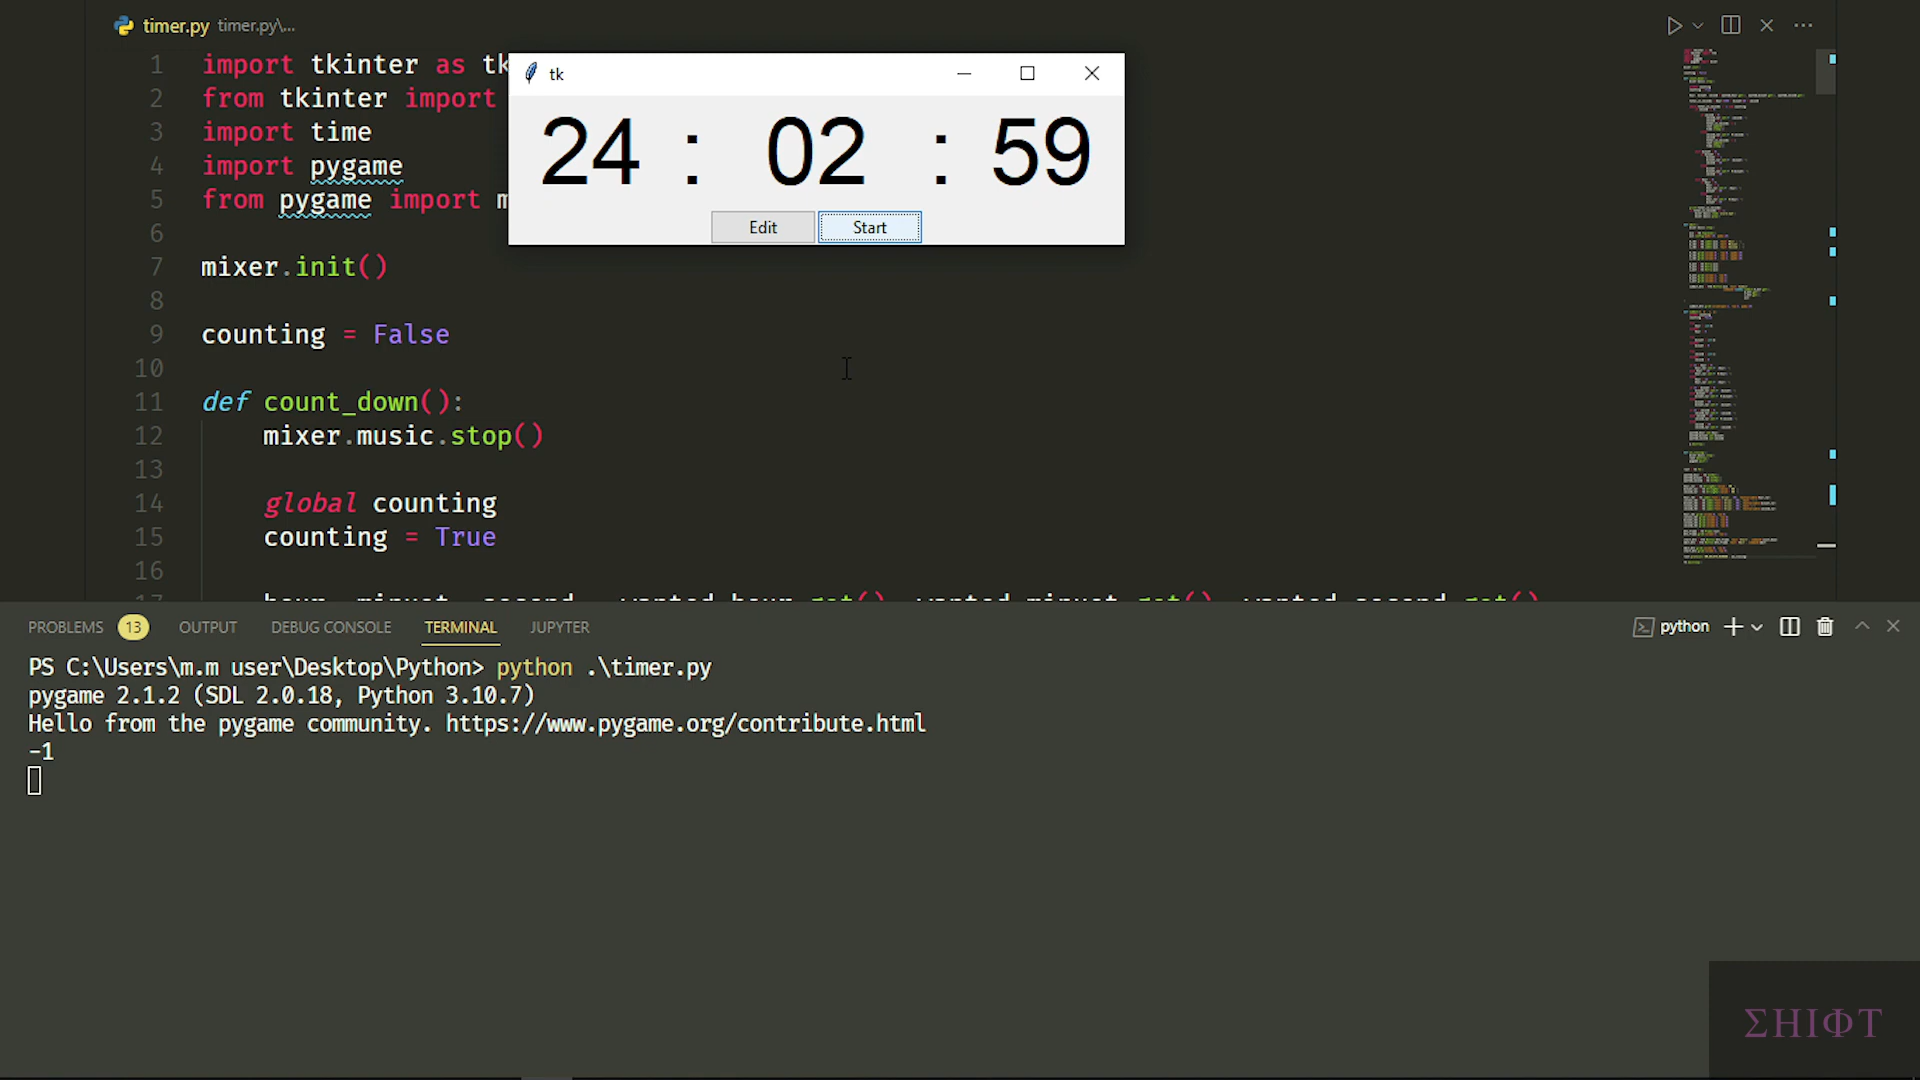 timer.py timer.py\...
1 import tkinter as tk
2 from tkinter import
3 import time
4 import pygame
5 from pygame import m
6
7 mixer.init()
8
9 counting = False
10
11 def count_down():
12 mixer.music.stop()
13
14 global counting
15 counting = True
16
tk
24 : 02 : 59
Edit Start
PROBLEMS 13 OUTPUT DEBUG CONSOLE TERMINAL JUPYTER python
PS C:\Users\m.m user\Desktop\Python> python .\timer.py
pygame 2.1.2 (SDL 2.0.18, Python 3.10.7)
Hello from the pygame community. https://www.pygame.org/contribute.html
-1
ΣHIΦT